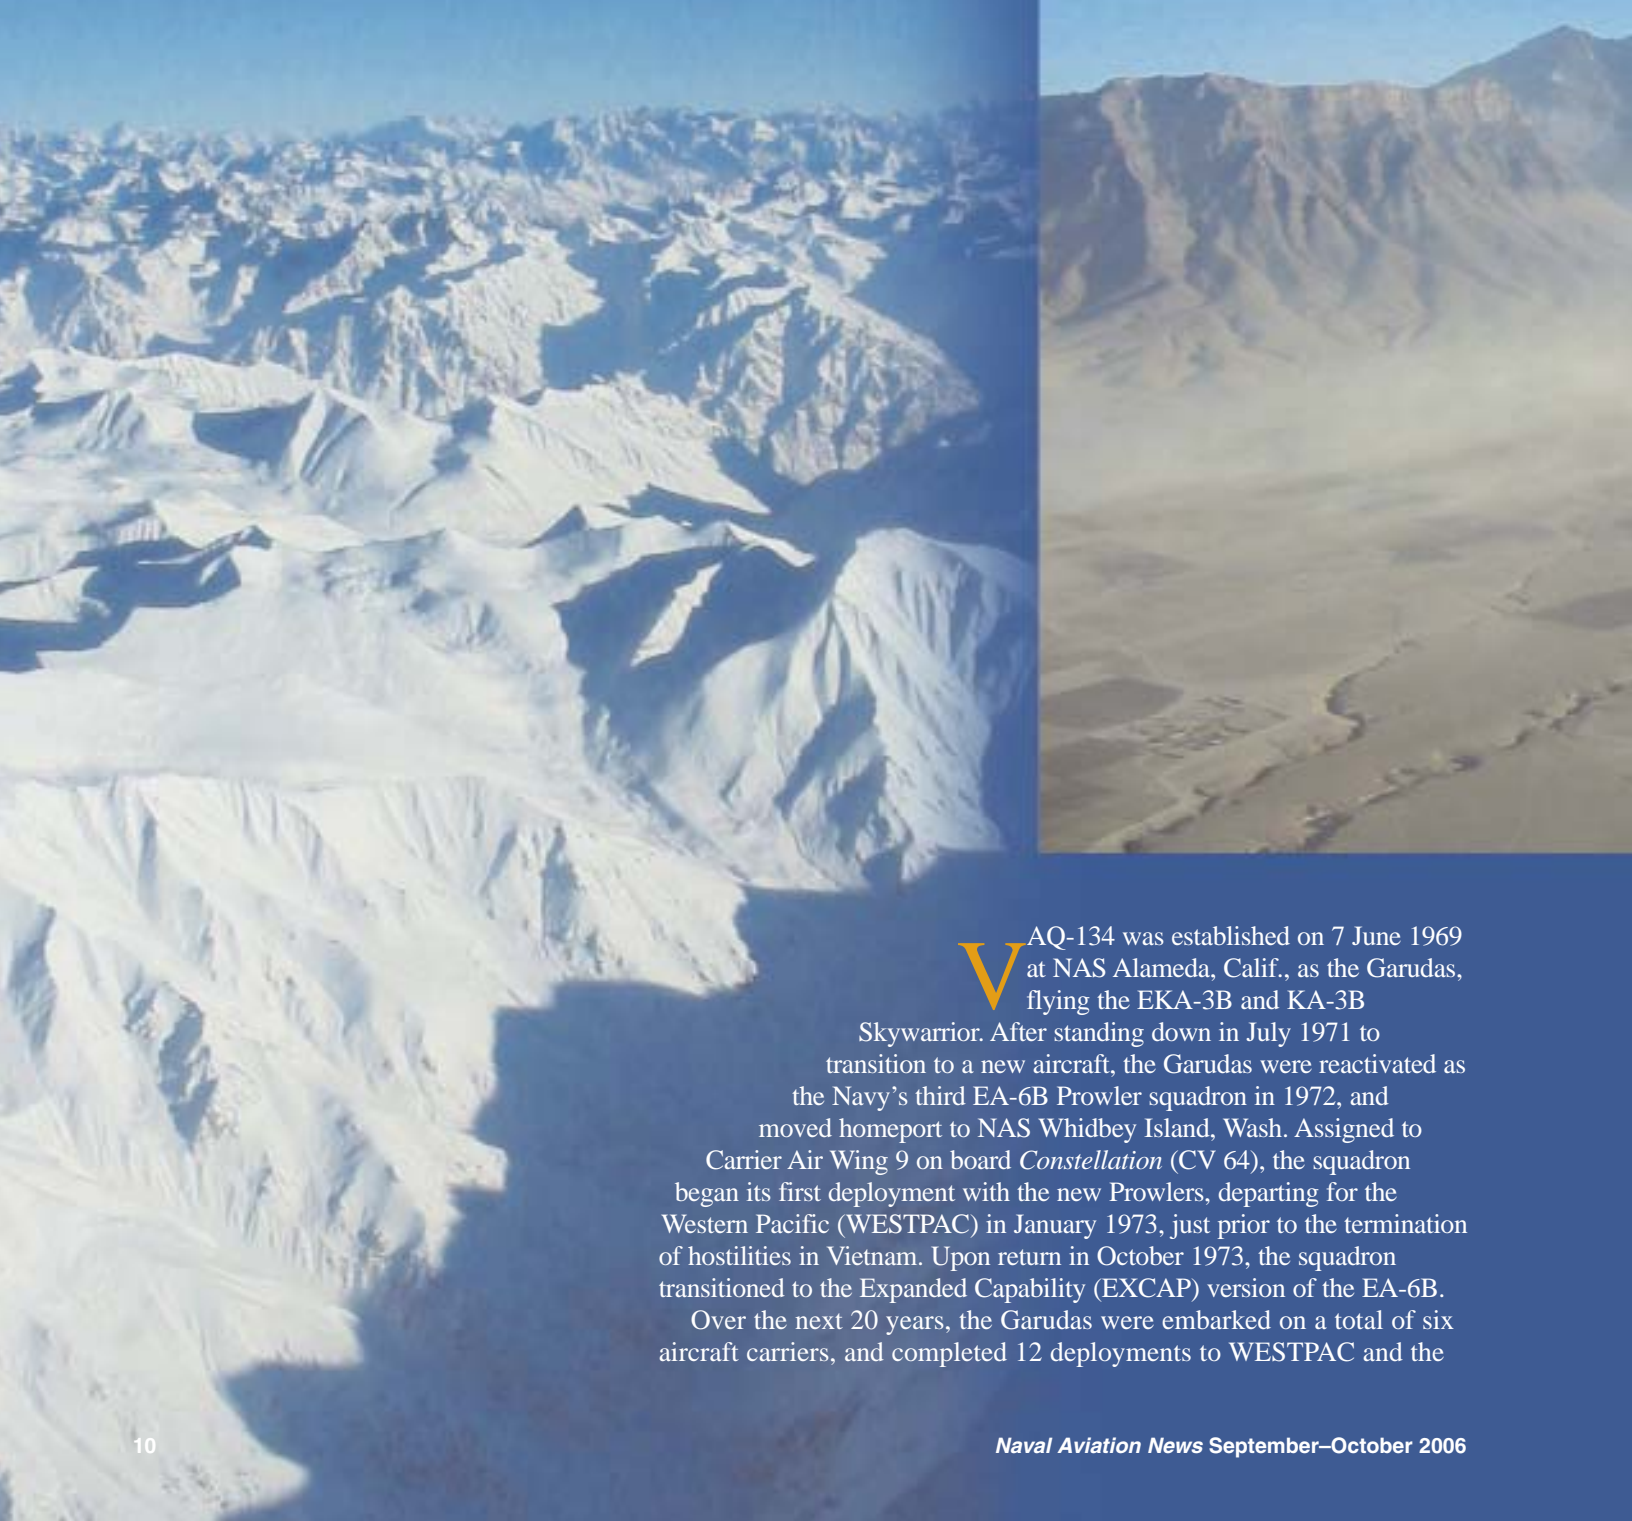 VAQ-134 was established on 7 June 1969
at NAS Alameda, Calif., as the Garudas,
flying the EKA-3B and KA-3B
Skywarrior. After standing down in July 1971 to
transition to a new aircraft, the Garudas were reactivated as
the Navy’s third EA-6B Prowler squadron in 1972, and
moved homeport to NAS Whidbey Island, Wash. Assigned to
Carrier Air Wing 9 on board Constellation (CV 64), the squadron
began its first deployment with the new Prowlers, departing for the
Western Pacific (WESTPAC) in January 1973, just prior to the termination
of hostilities in Vietnam. Upon return in October 1973, the squadron
transitioned to the Expanded Capability (EXCAP) version of the EA-6B.
Over the next 20 years, the Garudas were embarked on a total of six
aircraft carriers, and completed 12 deployments to WESTPAC and the
10
Naval Aviation News September–October 2006